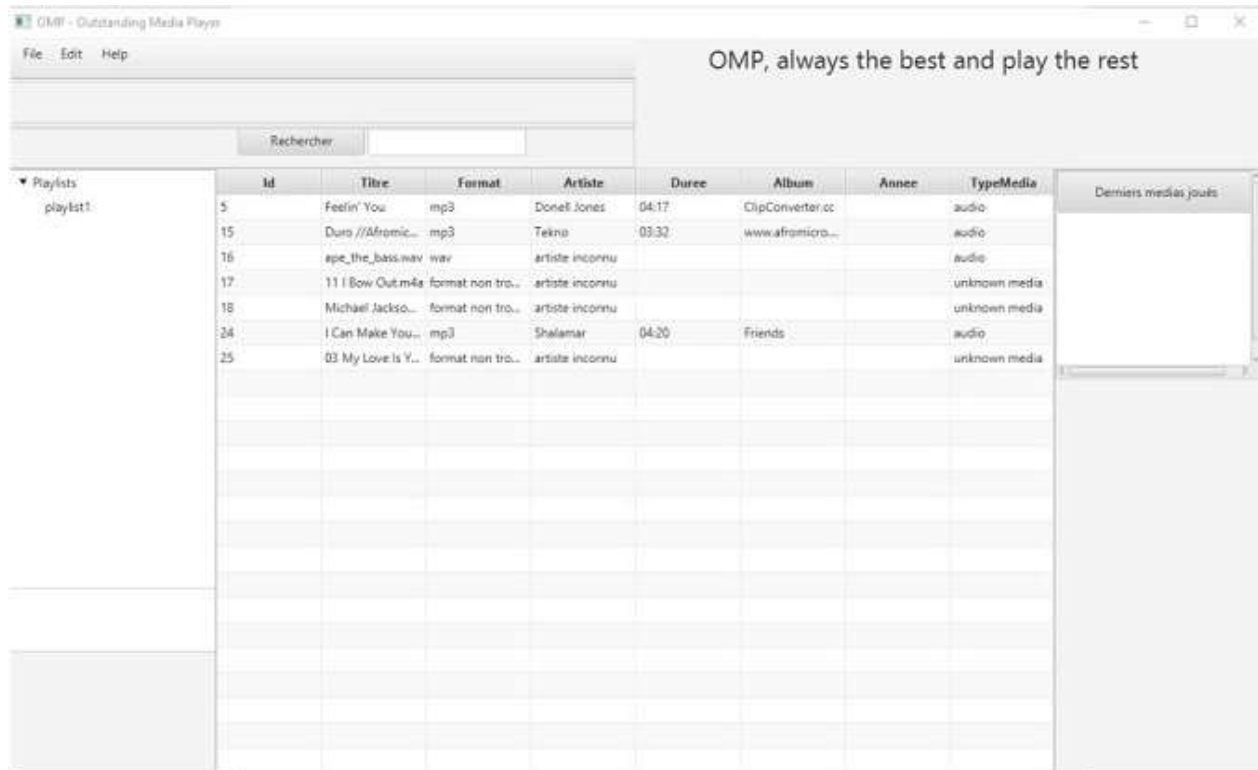 OMP - Outstanding Media Player
File Edit Help
OMP, always the best and play the rest
Rechercher
Playlists
playlist1
Id Titre Format Artiste Duree Album Annee TypeMedia
5 Feelin' You mp3 Donell Jones 04:17 ClipConverter.cc audio
15 Duro //Afromic... mp3 Tekno 03:32 www.afromicro... audio
16 ape_the_bass.wav wav artiste inconnu audio
17 11 I Bow Out.m4a format non tro... artiste inconnu unknown media
18 Michael Jackso... format non tro... artiste inconnu unknown media
24 I Can Make You... mp3 Shalamar 04:20 Friends audio
25 03 My Love Is Y... format non tro... artiste inconnu unknown media
Derniers medias joués